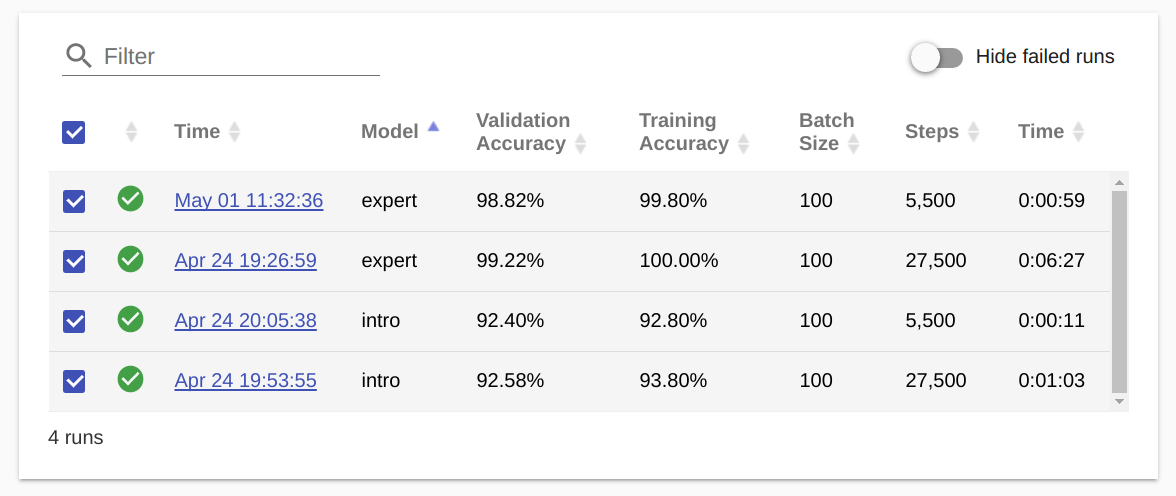 Filter
Hide failed runs
Time Model Validation Accuracy Training Accuracy Batch Size Steps Time
May 01 11:32:36 expert 98.82% 99.80% 100 5,500 0:00:59
Apr 24 19:26:59 expert 99.22% 100.00% 100 27,500 0:06:27
Apr 24 20:05:38 intro 92.40% 92.80% 100 5,500 0:00:11
Apr 24 19:53:55 intro 92.58% 93.80% 100 27,500 0:01:03
4 runs